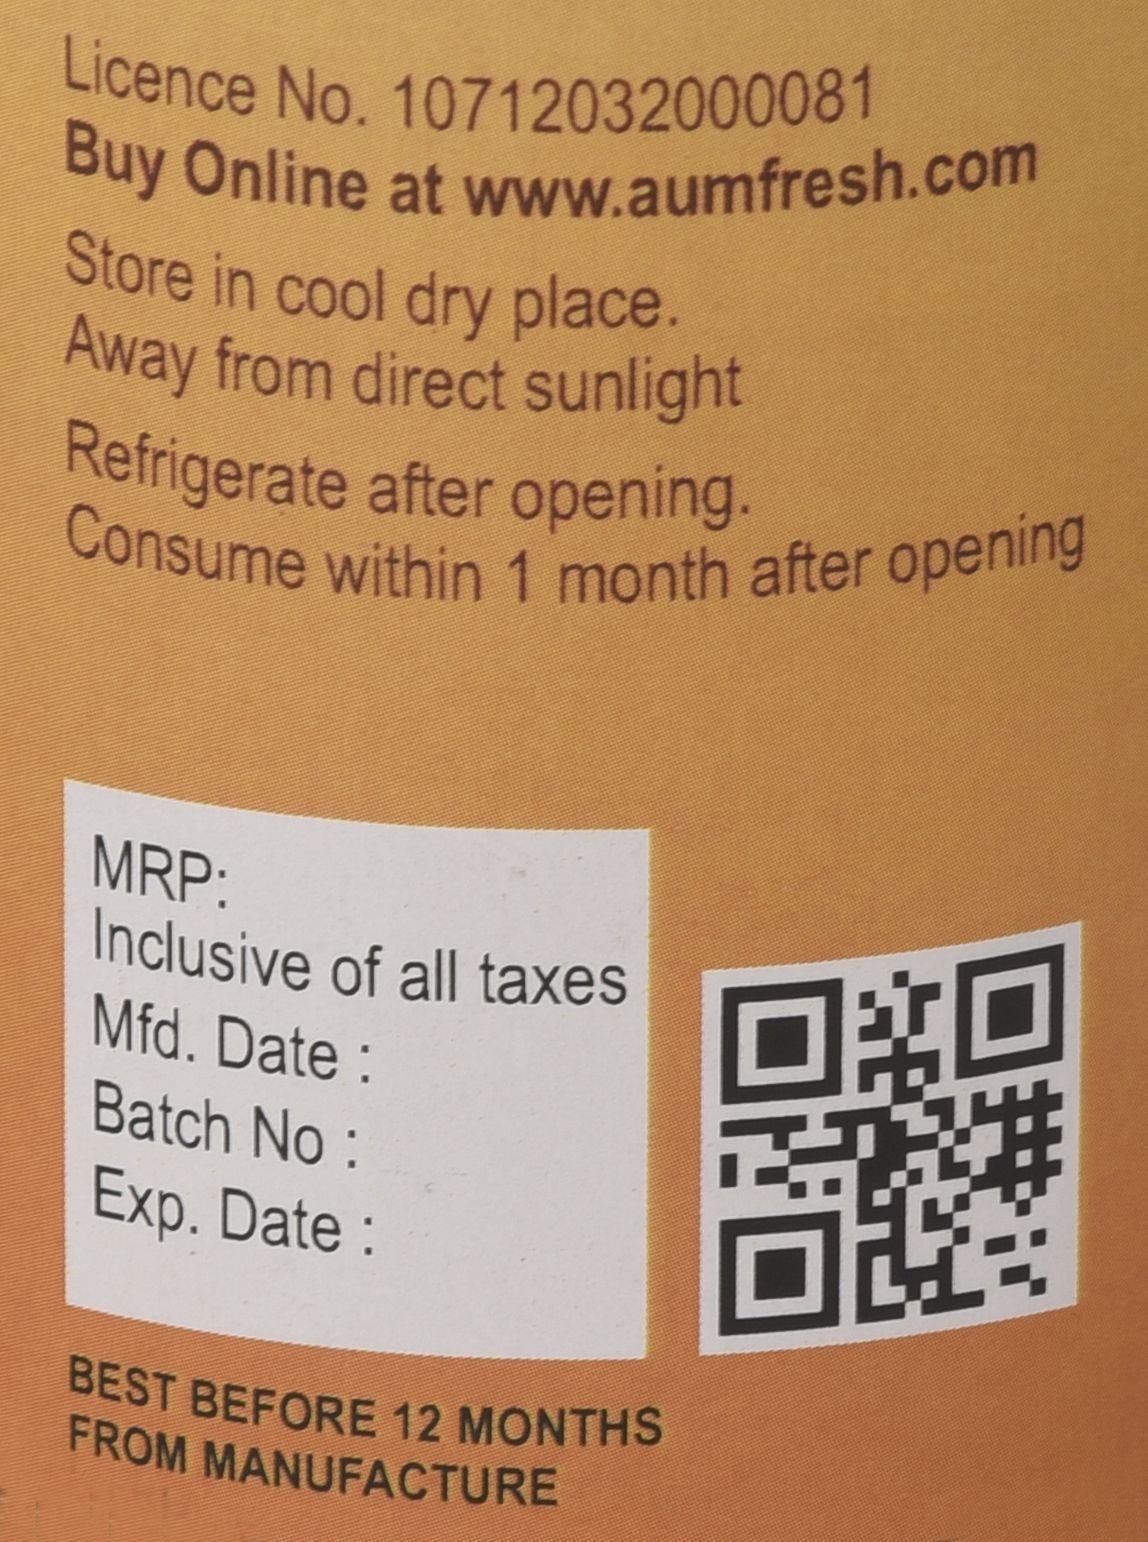 Licence No. 10712032000081
Buy Online at www.aumfresh.com
Store in cool dry place.
Away from direct sunlight
Refrigerate after opening.
Consume within 1 month after opening
MRP:
Inclusive of all taxes
Mfd. Date :
Batch No :
Exp. Date :
BEST BEFORE 12 MONTHS
FROM MANUFACTURE